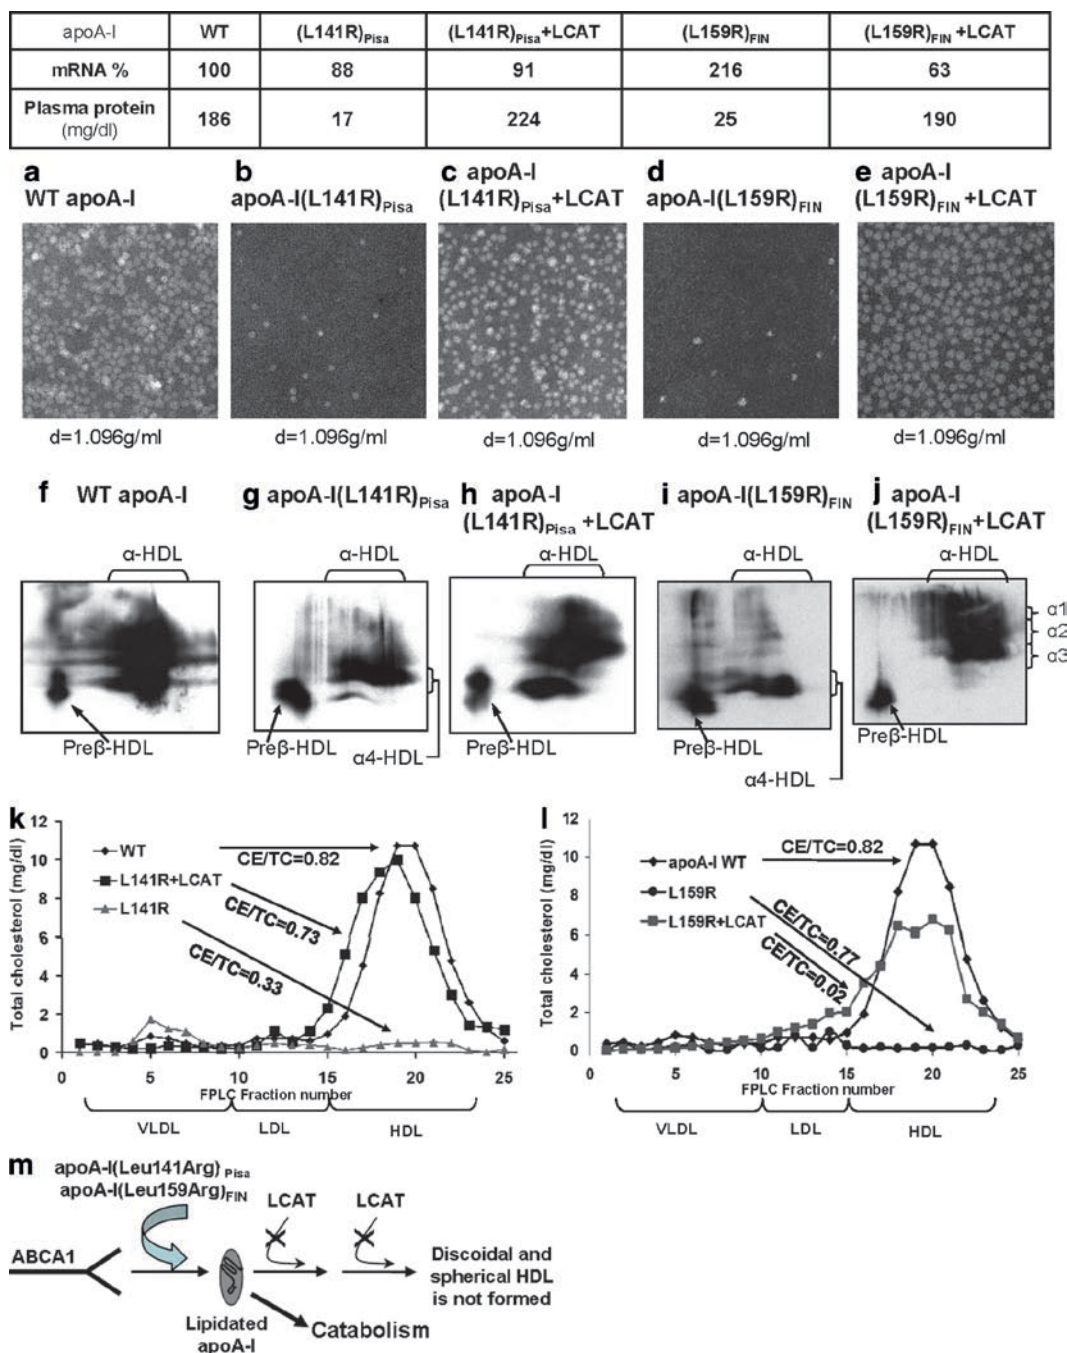 apoA-I WT (L141R)Pisa (L141R)Pisa+LCAT (L159R)FIN (L159R)FIN +LCAT
mRNA % 100 88 91 216 63
Plasma protein (mg/dl) 186 17 224 25 190
a WT apoA-I
b apoA-I(L141R)Pisa
c apoA-I
(L141R)Pisa+LCAT
d apoA-I(L159R)FIN
e apoA-I
(L159R)FIN+LCAT
d=1.096g/ml
d=1.096g/ml
d=1.096g/ml
d=1.096g/ml
d=1.096g/ml
f WT apoA-I
g apoA-I(L141R)Pisa
h apoA-I
(L141R)Pisa +LCAT
i apoA-I(L159R)FIN
j apoA-I
(L159R)FIN+LCAT
α-HDL
α-HDL
α-HDL
α-HDL
α-HDL
α1
α2
α3
Preβ-HDL
Preβ-HDL
α4-HDL
Preβ-HDL
Preβ-HDL
α4-HDL
Preβ-HDL
k
Total cholesterol (mg/dl)
12
10
8
6
4
2
0
WT
L141R+LCAT
L141R
CE/TC=0.82
CE/TC=0.73
CE/TC=0.33
0 5 10 15 20 25
FPLC Fraction number
VLDL LDL HDL
l
Total cholesterol (mg/dl)
12
10
8
6
4
2
0
apoA-I WT
L159R
L159R+LCAT
CE/TC=0.82
CE/TC=0.77
CE/TC=0.02
0 5 10 15 20 25
FPLC Fraction number
VLDL LDL HDL
m
apoA-I(Leu141Arg) Pisa
apoA-I(Leu159Arg)FIN
ABCA1
LCAT
LCAT
Lipidated
apoA-I
Catabolism
Discoidal and
spherical HDL
is not formed